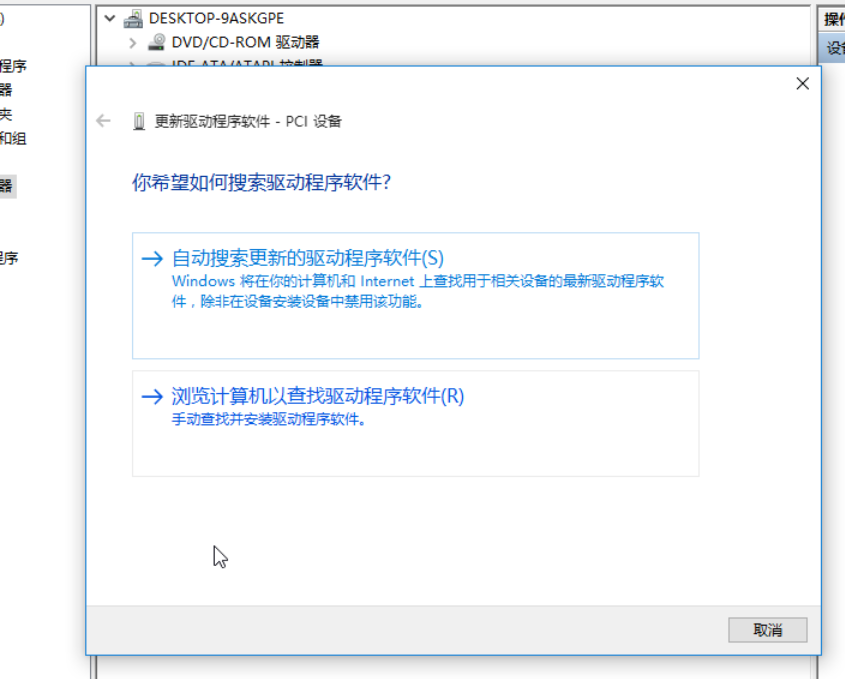 DESKTOP-9ASKGPE
DVD/CD-ROM 驱动器
IDE ATA/ATAPI 控制器
程序
器
夹
和组
器
程序
操作
设备
更新驱动程序软件 - PCI 设备
你希望如何搜索驱动程序软件?
自动搜索更新的驱动程序软件(S)
Windows 将在你的计算机和 Internet 上查找用于相关设备的最新驱动程序软
件，除非在设备安装设备中禁用该功能。
浏览计算机以查找驱动程序软件(R)
手动查找并安装驱动程序软件。
取消